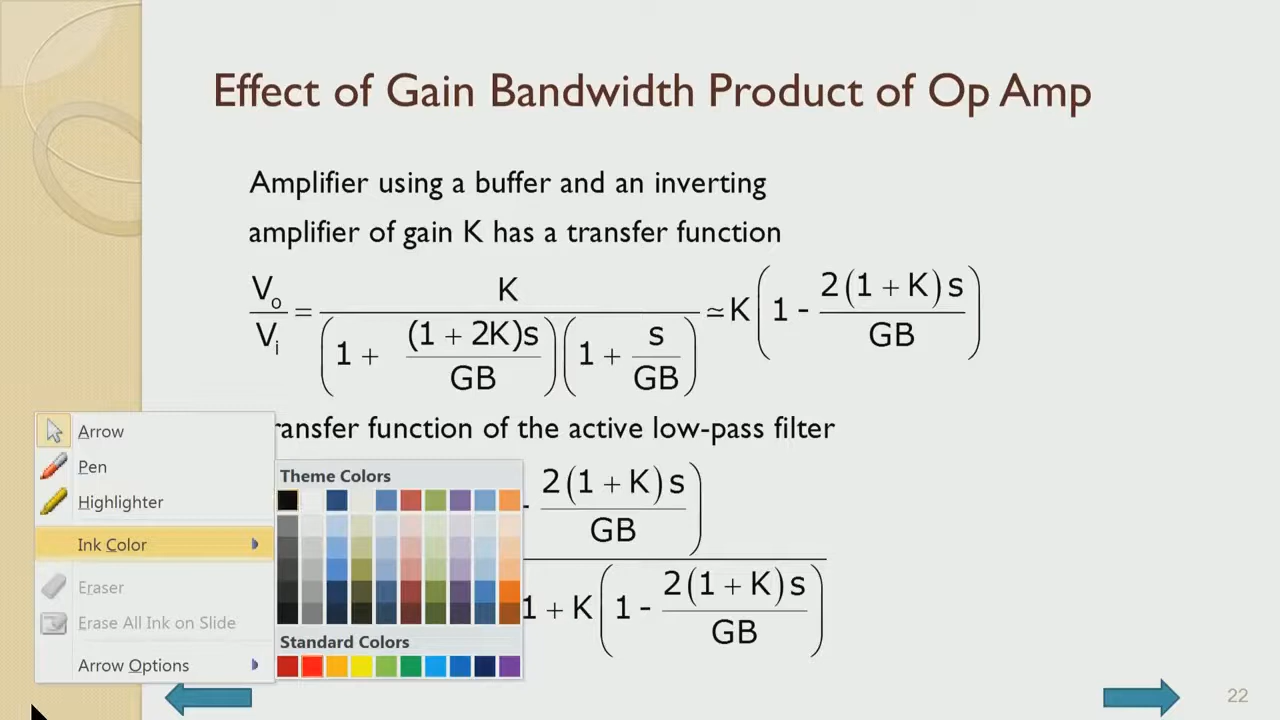 Effect of Gain Bandwidth Product of Op Amp
Amplifier using a buffer and an inverting
amplifier of gain K has a transfer function
V_o / V_i = K / ((1 + (1 + 2K)s / GB)(1 + s / GB)) ≃ K(1 - 2(1 + K)s / GB)
ransfer function of the active low-pass filter
- 2(1 + K)s / GB)
1 + K(1 - 2(1 + K)s / GB)
Arrow
Pen
Highlighter
Ink Color
Eraser
Erase All Ink on Slide
Arrow Options
Theme Colors
Standard Colors
22